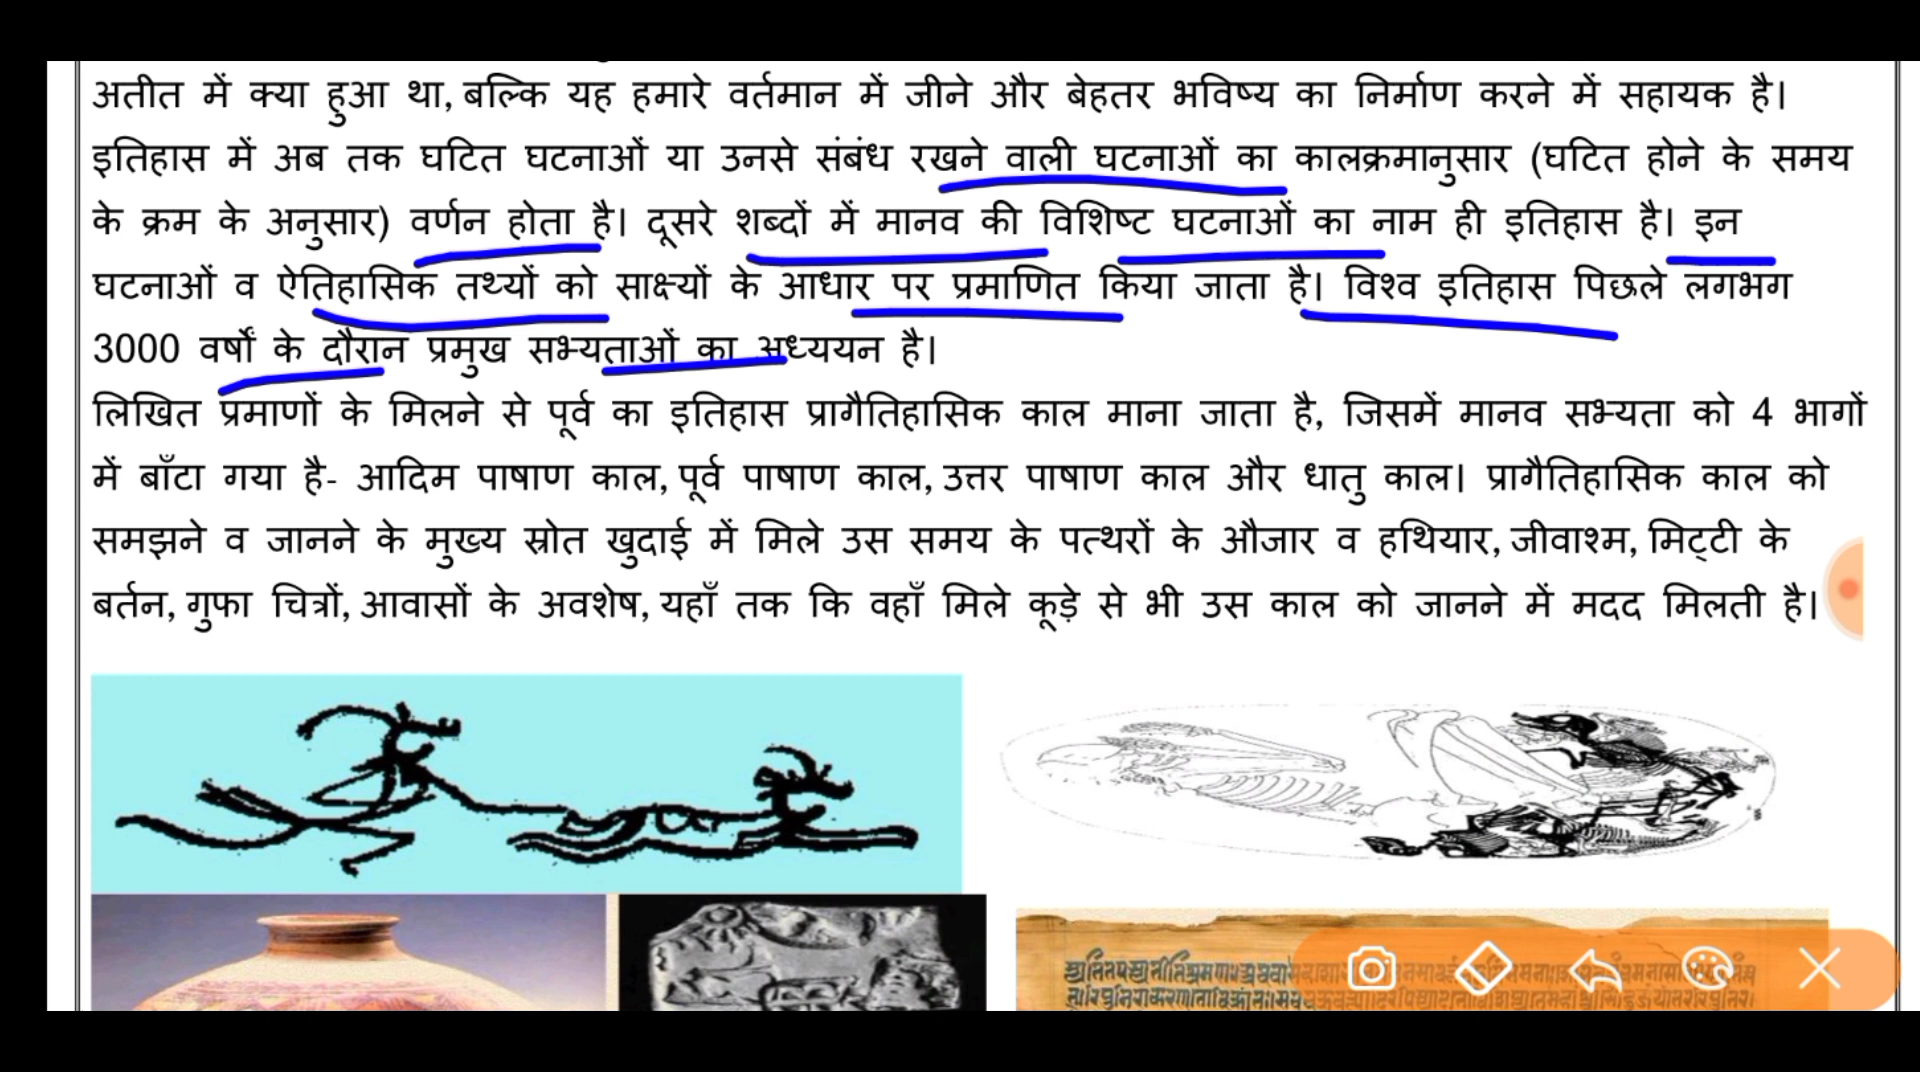 अतीत में क्या हुआ था, बल्कि यह हमारे वर्तमान में जीने और बेहतर भविष्य का निर्माण करने में सहायक है।
इतिहास में अब तक घटित घटनाओं या उनसे संबंध रखने वाली घटनाओं का कालक्रमानुसार (घटित होने के समय
के क्रम के अनुसार) वर्णन होता है। दूसरे शब्दों में मानव की विशिष्ट घटनाओं का नाम ही इतिहास है। इन
घटनाओं व ऐतिहासिक तथ्यों को साक्ष्यों के आधार पर प्रमाणित किया जाता है। विश्व इतिहास पिछले लगभग
3000 वर्षों के दौरान प्रमुख सभ्यताओं का अध्ययन है।
लिखित प्रमाणों के मिलने से पूर्व का इतिहास प्रागैतिहासिक काल माना जाता है, जिसमें मानव सभ्यता को 4 भागों
में बाँटा गया है- आदिम पाषाण काल, पूर्व पाषाण काल, उत्तर पाषाण काल और धातु काल। प्रागैतिहासिक काल को
समझने व जानने के मुख्य स्रोत खुदाई में मिले उस समय के पत्थरों के औजार व हथियार, जीवाश्म, मिट्टी के
बर्तन, गुफा चित्रों, आवासों के अवशेष, यहाँ तक कि वहाँ मिले कूड़े से भी उस काल को जानने में मदद मिलती है।